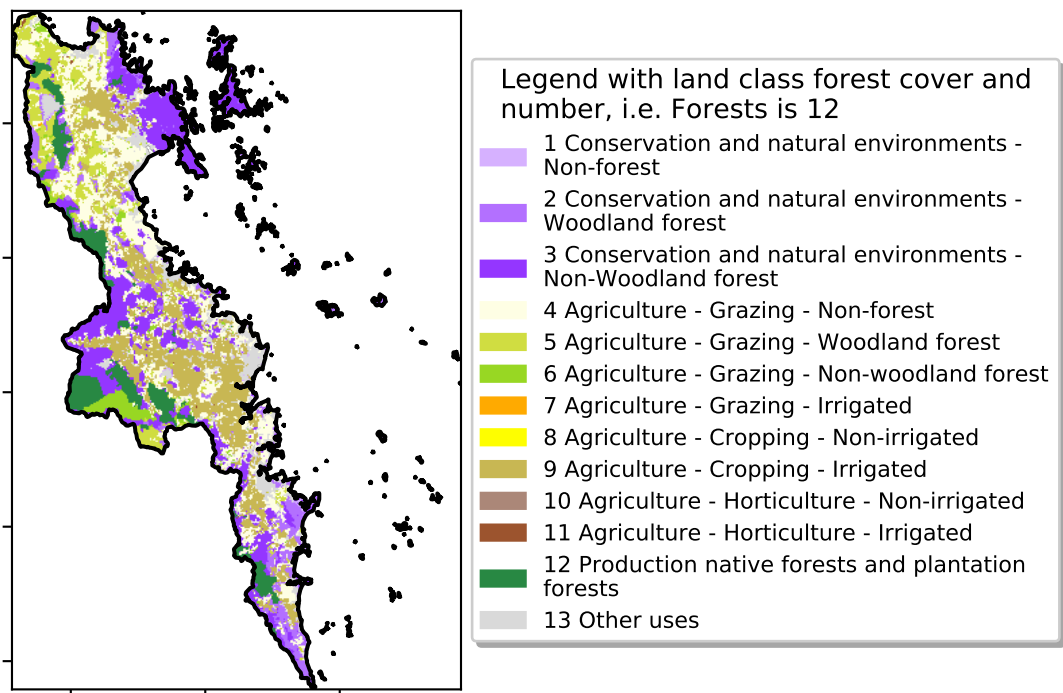 Legend with land class forest cover and
number, i.e. Forests is 12
1 Conservation and natural environments -
Non-forest
2 Conservation and natural environments -
Woodland forest
3 Conservation and natural environments -
Non-Woodland forest
4 Agriculture - Grazing - Non-forest
5 Agriculture - Grazing - Woodland forest
6 Agriculture - Grazing - Non-woodland forest
7 Agriculture - Grazing - Irrigated
8 Agriculture - Cropping - Non-irrigated
9 Agriculture - Cropping - Irrigated
10 Agriculture - Horticulture - Non-irrigated
11 Agriculture - Horticulture - Irrigated
12 Production native forests and plantation
forests
13 Other uses